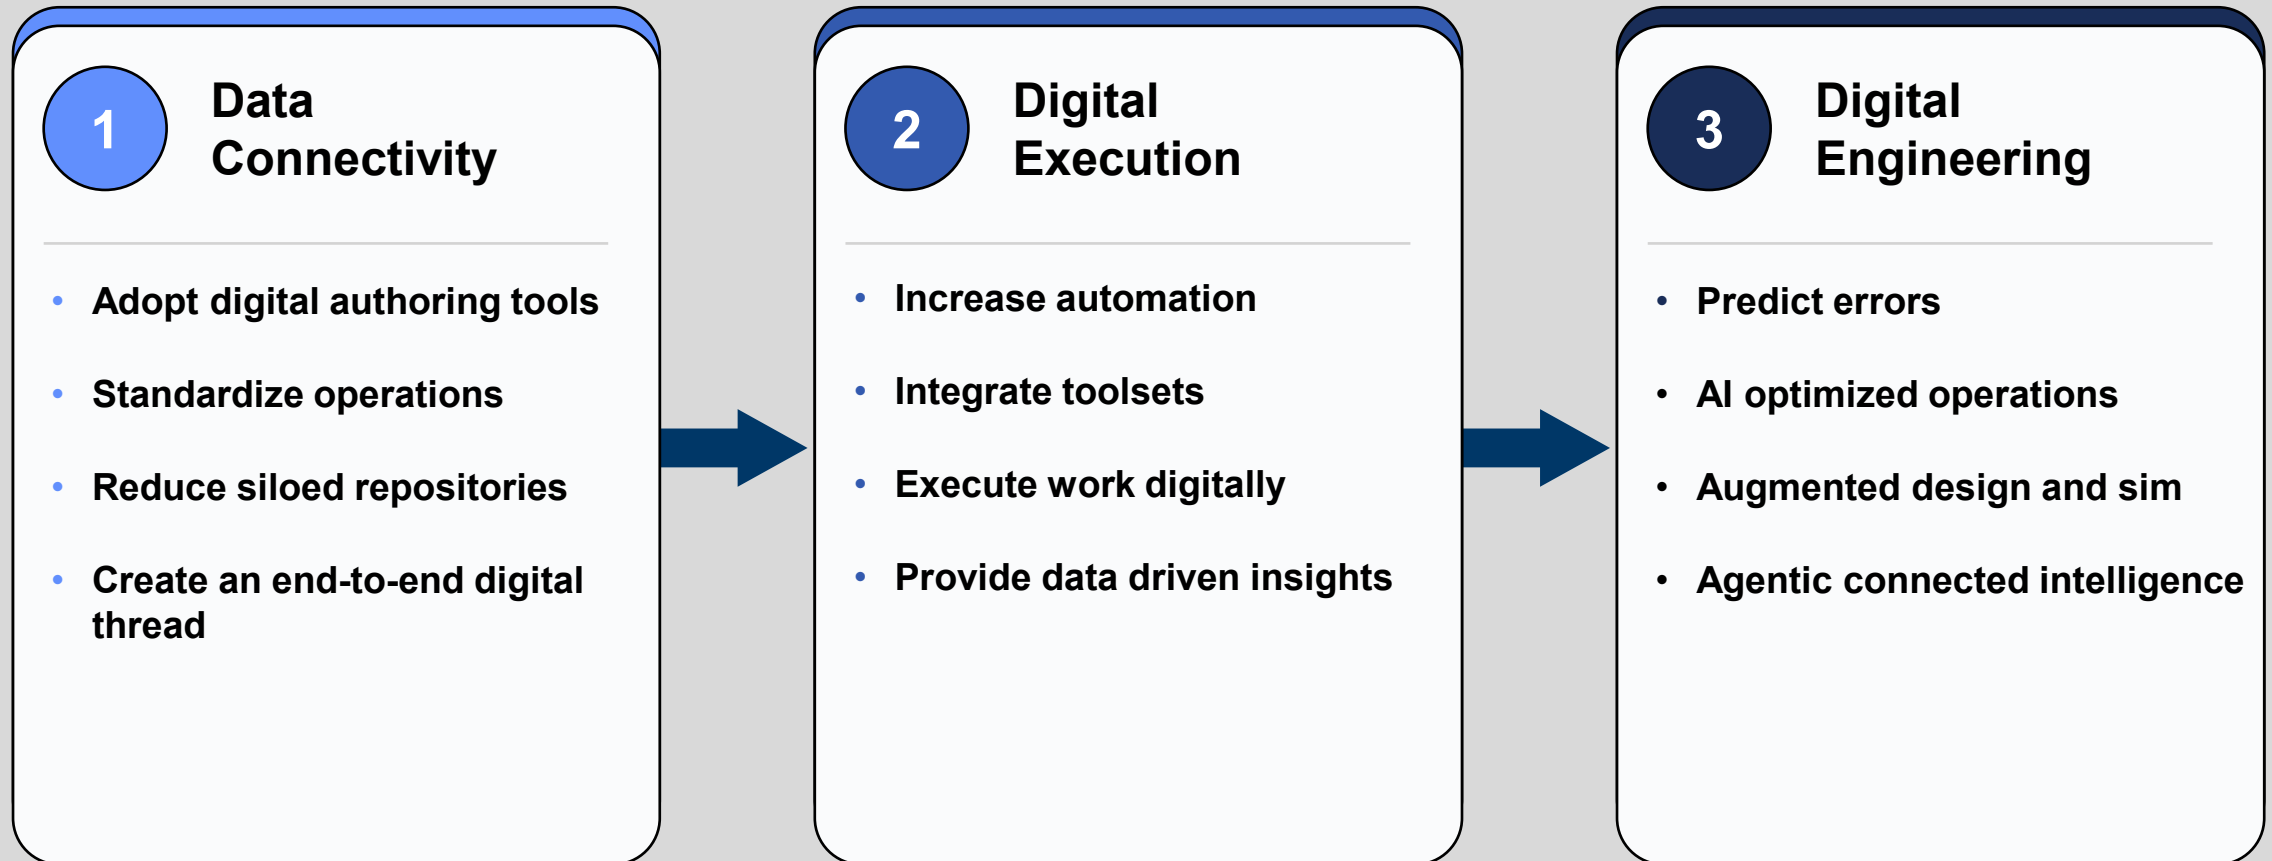 1
Data
Connectivity
• Adopt digital authoring tools
• Standardize operations
• Reduce siloed repositories
• Create an end-to-end digital
thread
2
Digital
Execution
• Increase automation
• Integrate toolsets
• Execute work digitally
• Provide data driven insights
3
Digital
Engineering
• Predict errors
• AI optimized operations
• Augmented design and sim
• Agentic connected intelligence